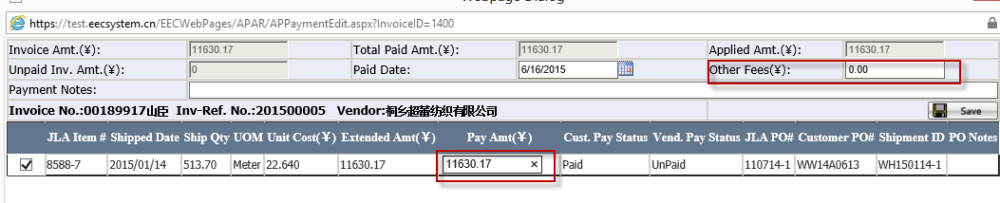 https://test.eecsystem.cn/EECWebPages/APAR/APPaymentEdit.aspx?InvoiceID=1400
Invoice Amt.(¥): 11630.17 Total Paid Amt.(¥): 11630.17 Applied Amt.(¥): 11630.17
Unpaid Inv. Amt.(¥): 0 Paid Date: 6/16/2015 Other Fees(¥): 0.00
Payment Notes:
Invoice No.:00189917山臣 Inv-Ref. No.:201500005 Vendor:桐乡超蕾纺织有限公司 Save
JLA Item # Shipped Date Ship Qty UOM Unit Cost(¥) Extended Amt(¥) Pay Amt(¥) Cust. Pay Status Vend. Pay Status JLA PO# Customer PO# Shipment ID PO Notes
8588-7 2015/01/14 513.70 Meter 22.640 11630.17 11630.17 × Paid UnPaid 110714-1 WW14A0613 WH150114-1